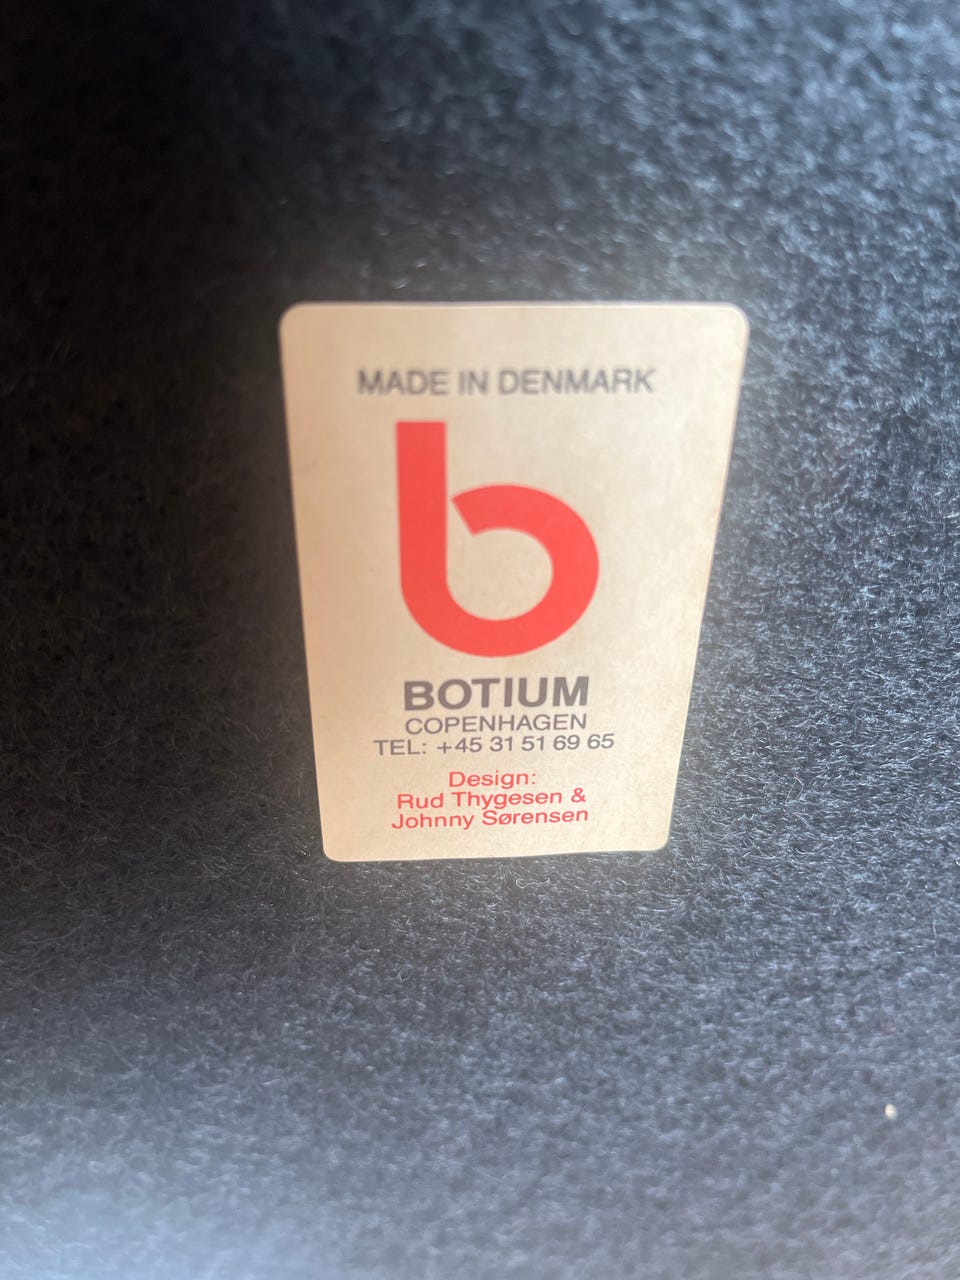 MADE IN DENMARK
b
BOTIUM
COPENHAGEN
TEL: +45 31 51 69 65
Design:
Rud Thygesen &
Johnny Sørensen